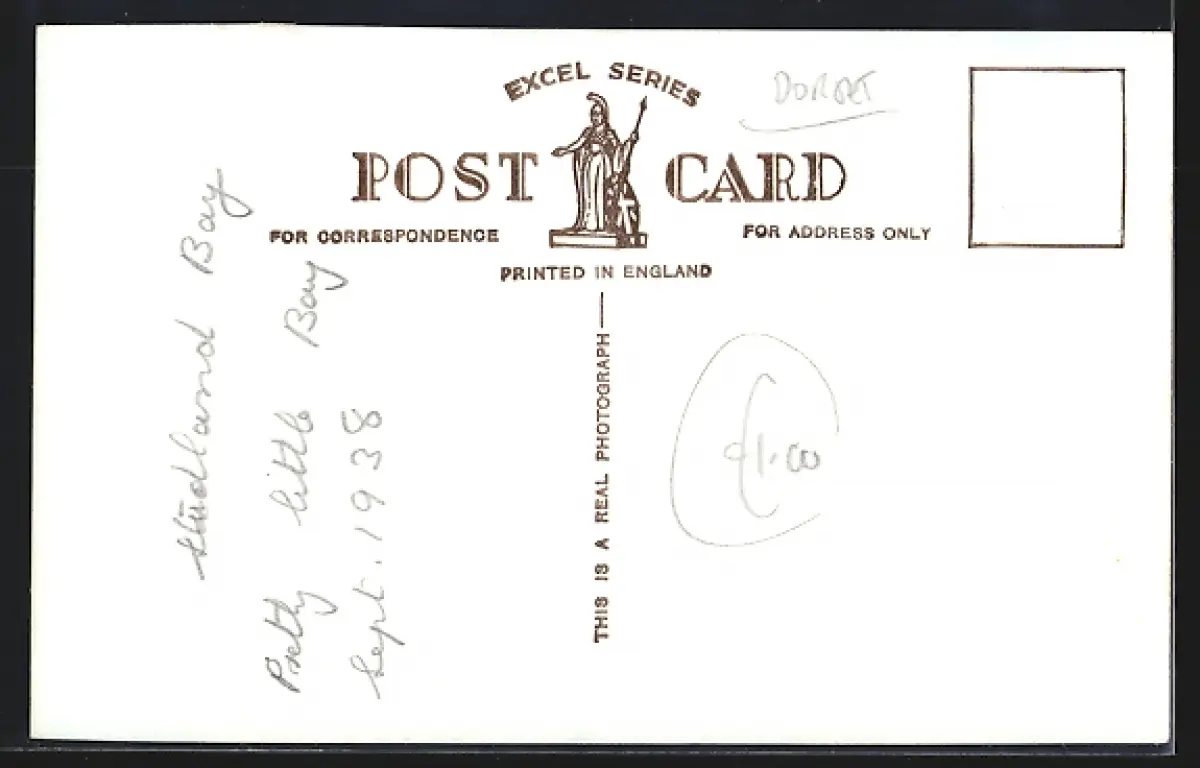 EXCEL SERIES
DORSET
POST CARD
FOR CORRESPONDENCE
FOR ADDRESS ONLY
PRINTED IN ENGLAND
THIS IS A REAL PHOTOGRAPH
Studland Bay
Pretty little Bay
Sept. 1938
£1.00